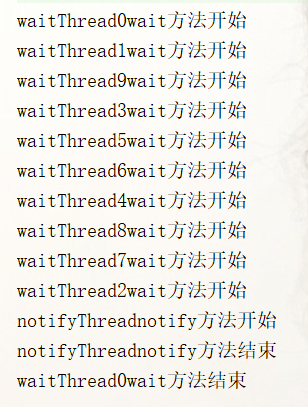 waitThread0wait方法开始
waitThread1wait方法开始
waitThread9wait方法开始
waitThread3wait方法开始
waitThread5wait方法开始
waitThread6wait方法开始
waitThread4wait方法开始
waitThread8wait方法开始
waitThread7wait方法开始
waitThread2wait方法开始
notifyThreadnotify方法开始
notifyThreadnotify方法结束
waitThread0wait方法结束